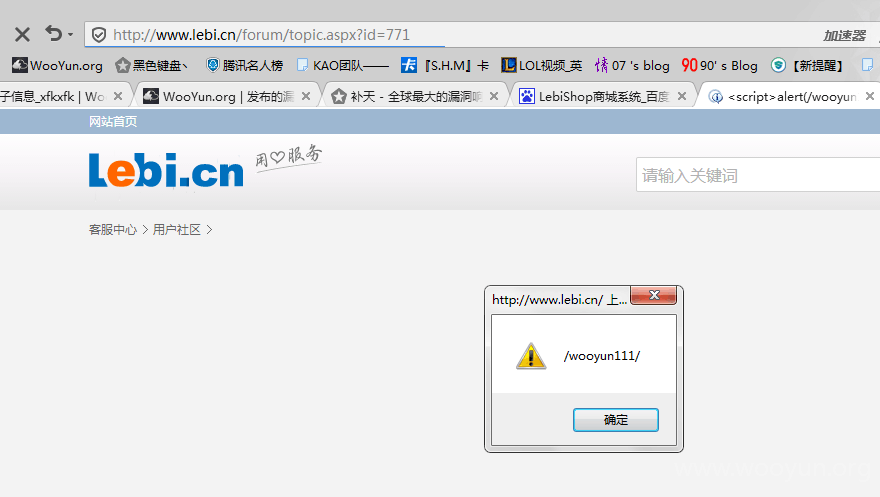 http://www.lebi.cn/forum/topic.aspx?id=771
加速器
WooYun.org 黑色键盘丶 腾讯名人榜 KAO团队—— 『S.H.M』卡 LOL视频_英 07 's blog 90' s Blog 【新提醒】
子信息_xfkxfk | Wo WooYun.org | 发布的漏 补天 - 全球最大的漏洞响 LebiShop商城系统_百度 <script>alert(/wooyun
网站首页
Lebi.cn 用 服务
请输入关键词
客服中心 > 用户社区 >
http://www.lebi.cn/ 上...
/wooyun111/
确定